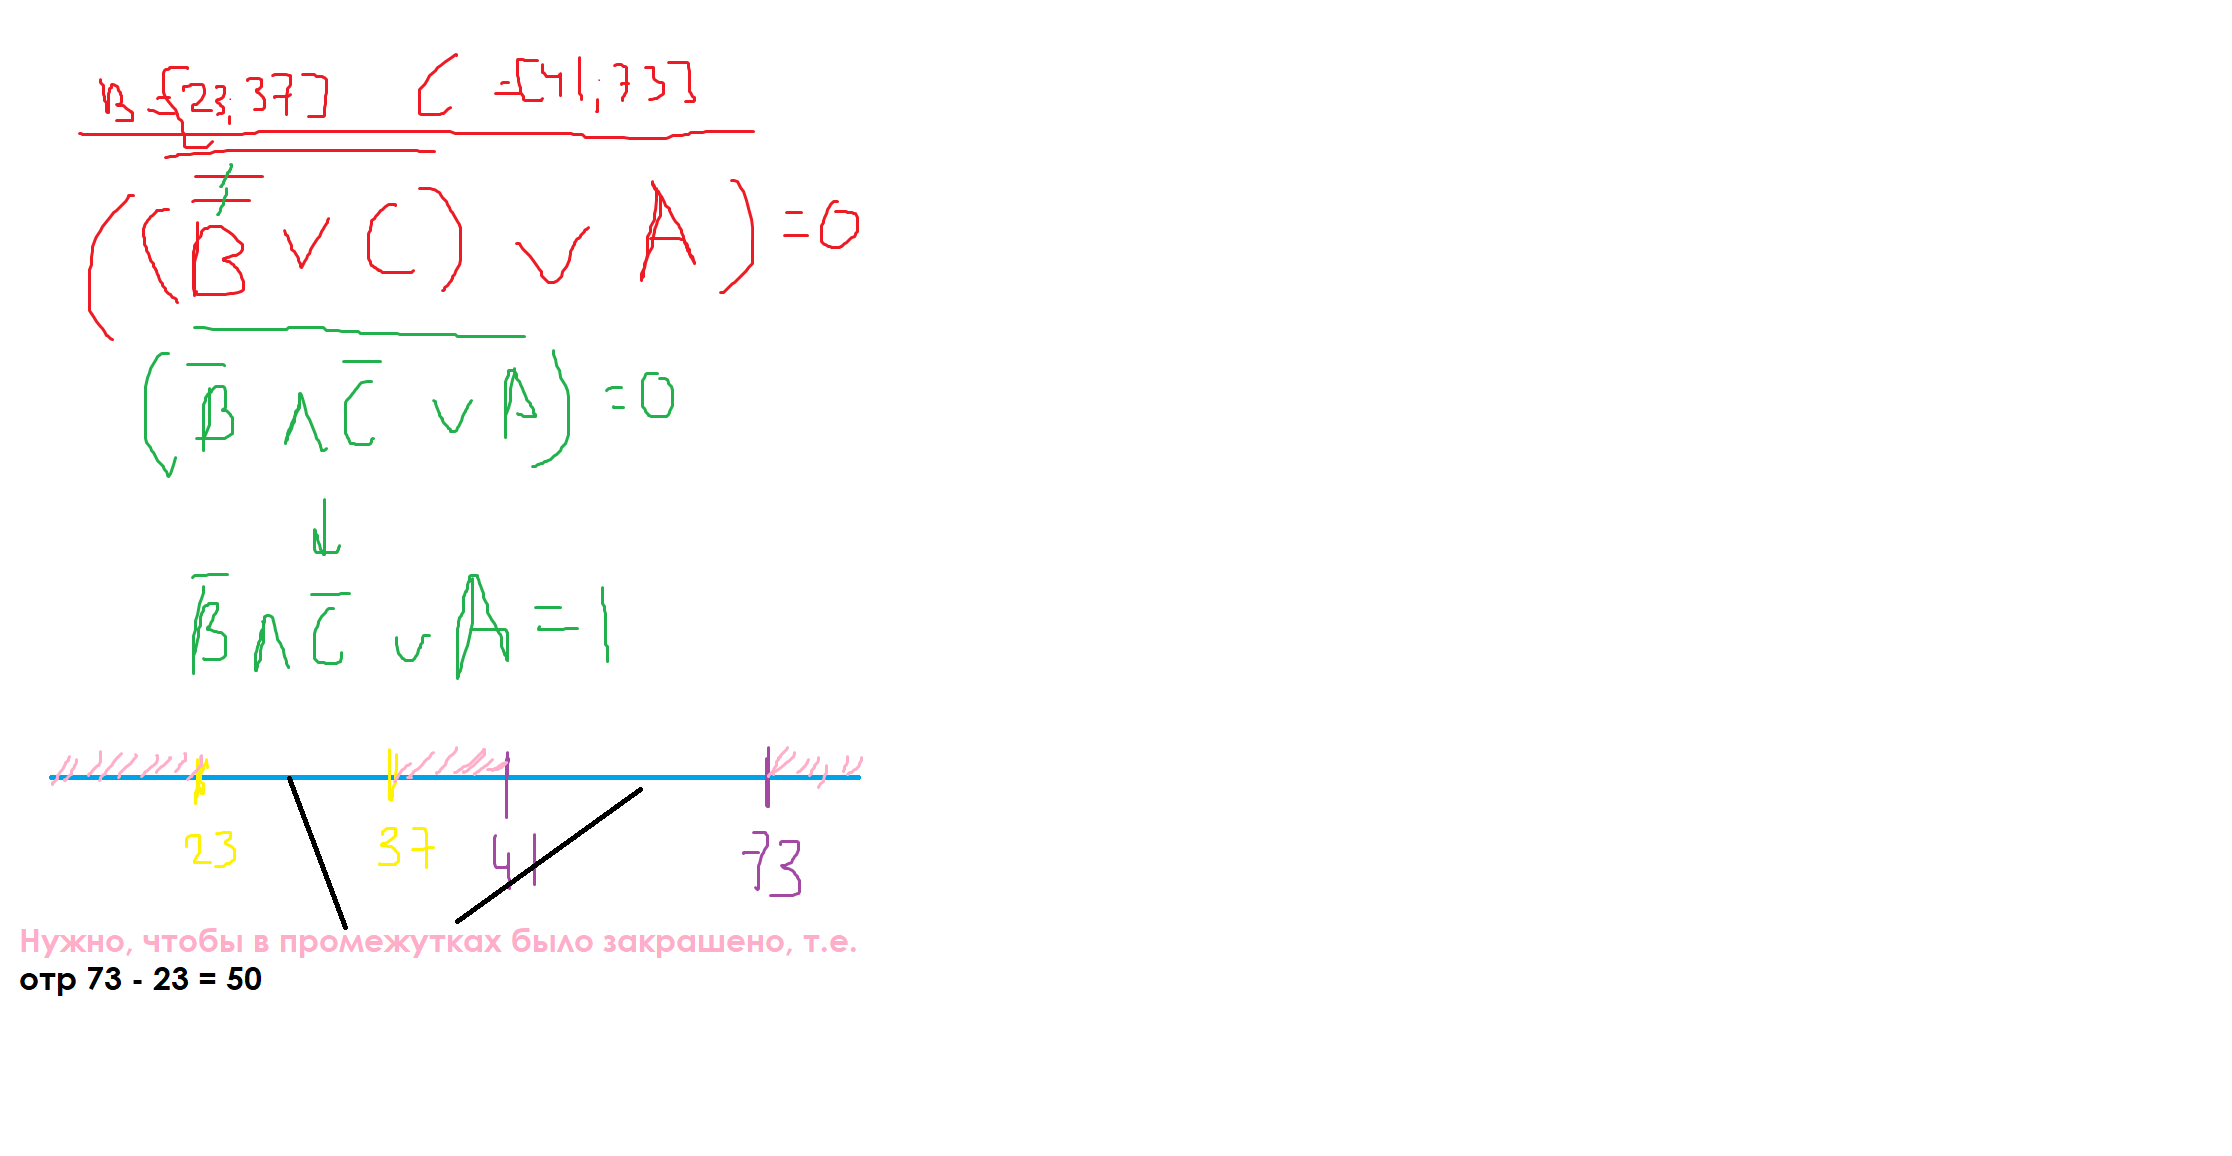 B = [23; 37] C = [41; 73]
((B ∨ C) ∨ A) = 0
(B̅ ∧ C̅ ∨ A) = 0
B̅ ∧ C̅ ∨ A = 1
23 37 41 73
Нужно, чтобы в промежутках было закрашено, т.е.
отр 73 - 23 = 50